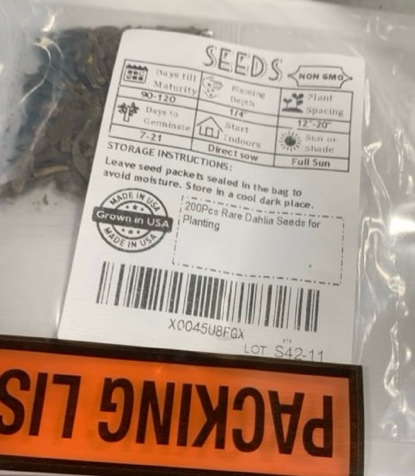 SEEDS
NON GMO
Days till
Maturity
90-120
Planting
Depth
1/4"
Plant
Spacing
12"-20"
Days to
Germinate
7-21
Start
Indoors
Direct sow
Sun or
Shade
Full Sun
STORAGE INSTRUCTIONS:
Leave seed packets sealed in the bag to
avoid moisture. Store in a cool dark place.
MADE IN USA
Grown in USA
MADE IN USA
200Pcs Rare Dahlia Seeds for
Planting
X0045U8FGX
LOT S42-11
PACKING LIS